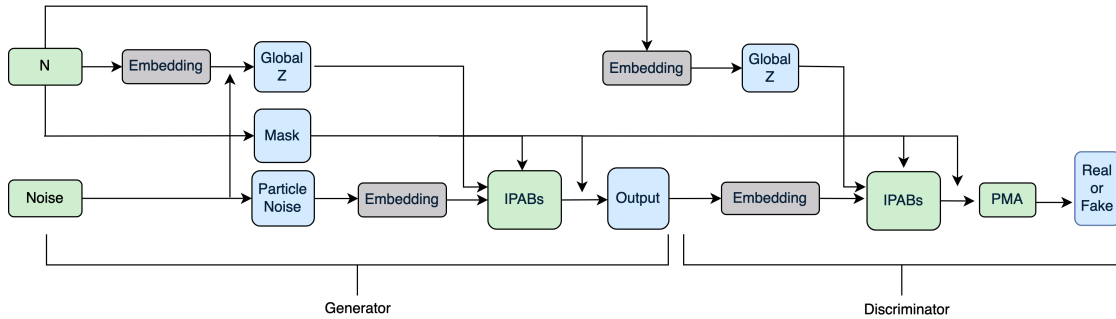 N
Embedding
Global
Z
Embedding
Global
Z
Mask
Noise
Particle
Noise
Embedding
IPABs
Output
Embedding
IPABs
PMA
Real
or
Fake
Generator
Discriminator